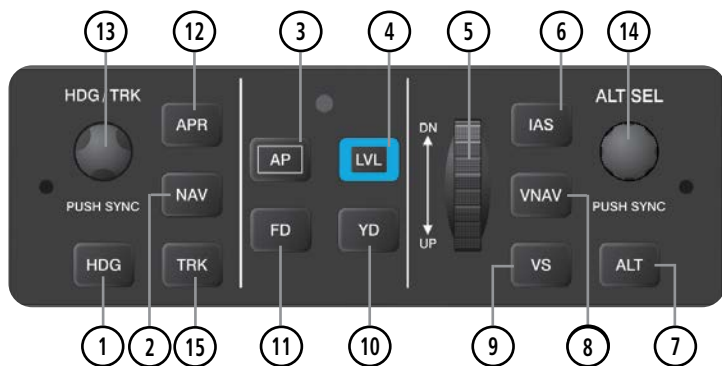 13 12 3 4 5 6 14
HDG/TRK
APR
AP
LVL
DN
IAS
ALT SEL
PUSH SYNC
NAV
FD
YD
UP
VNAV
PUSH SYNC
HDG
TRK
VS
ALT
1 2 15 11 10 9 8 7